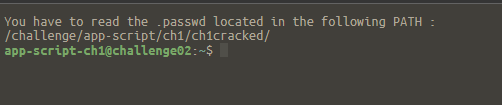 You have to read the .passwd located in the following PATH :
/challenge/app-script/ch1/ch1cracked/
app-script-ch1@challenge02:~$